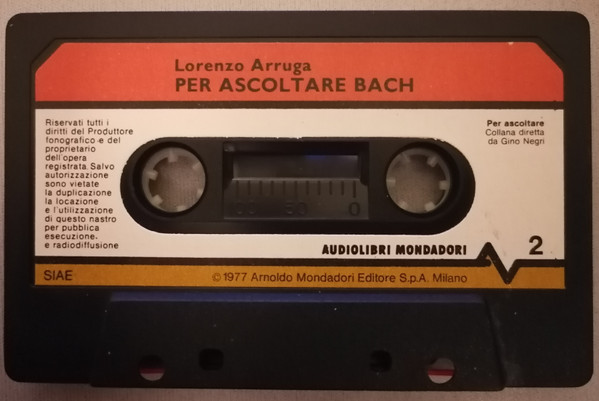 Lorenzo Arruga
PER ASCOLTARE BACH
Riservati tutti i
diritti del Produttore
fonografico e del
proprietario
dell'opera
registrata. Salvo
autorizzazione
sono vietate
la duplicazione
la locazione
e l'utilizzazione
di questo nastro
per pubblica
esecuzione.
e radiodiffusione
Per ascoltare
Collana diretta
da Gino Negri
50 0
AUDIOLIBRI MONDADORI
2
SIAE
© 1977 Arnoldo Mondadori Editore S.p.A. Milano